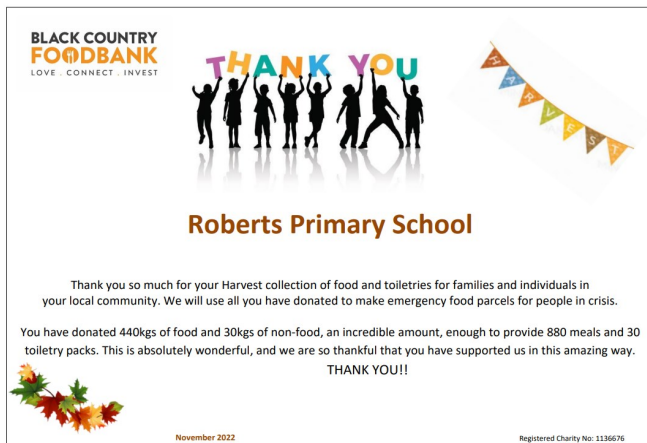 BLACK COUNTRY
FOODBANK
LOVE . CONNECT . INVEST
THANK YOU
HARVEST
Roberts Primary School
Thank you so much for your Harvest collection of food and toiletries for families and individuals in
your local community. We will use all you have donated to make emergency food parcels for people in crisis.
You have donated 440kgs of food and 30kgs of non-food, an incredible amount, enough to provide 880 meals and 30
toiletry packs. This is absolutely wonderful, and we are so thankful that you have supported us in this amazing way.
THANK YOU!!
November 2022
Registered Charity No: 1136676